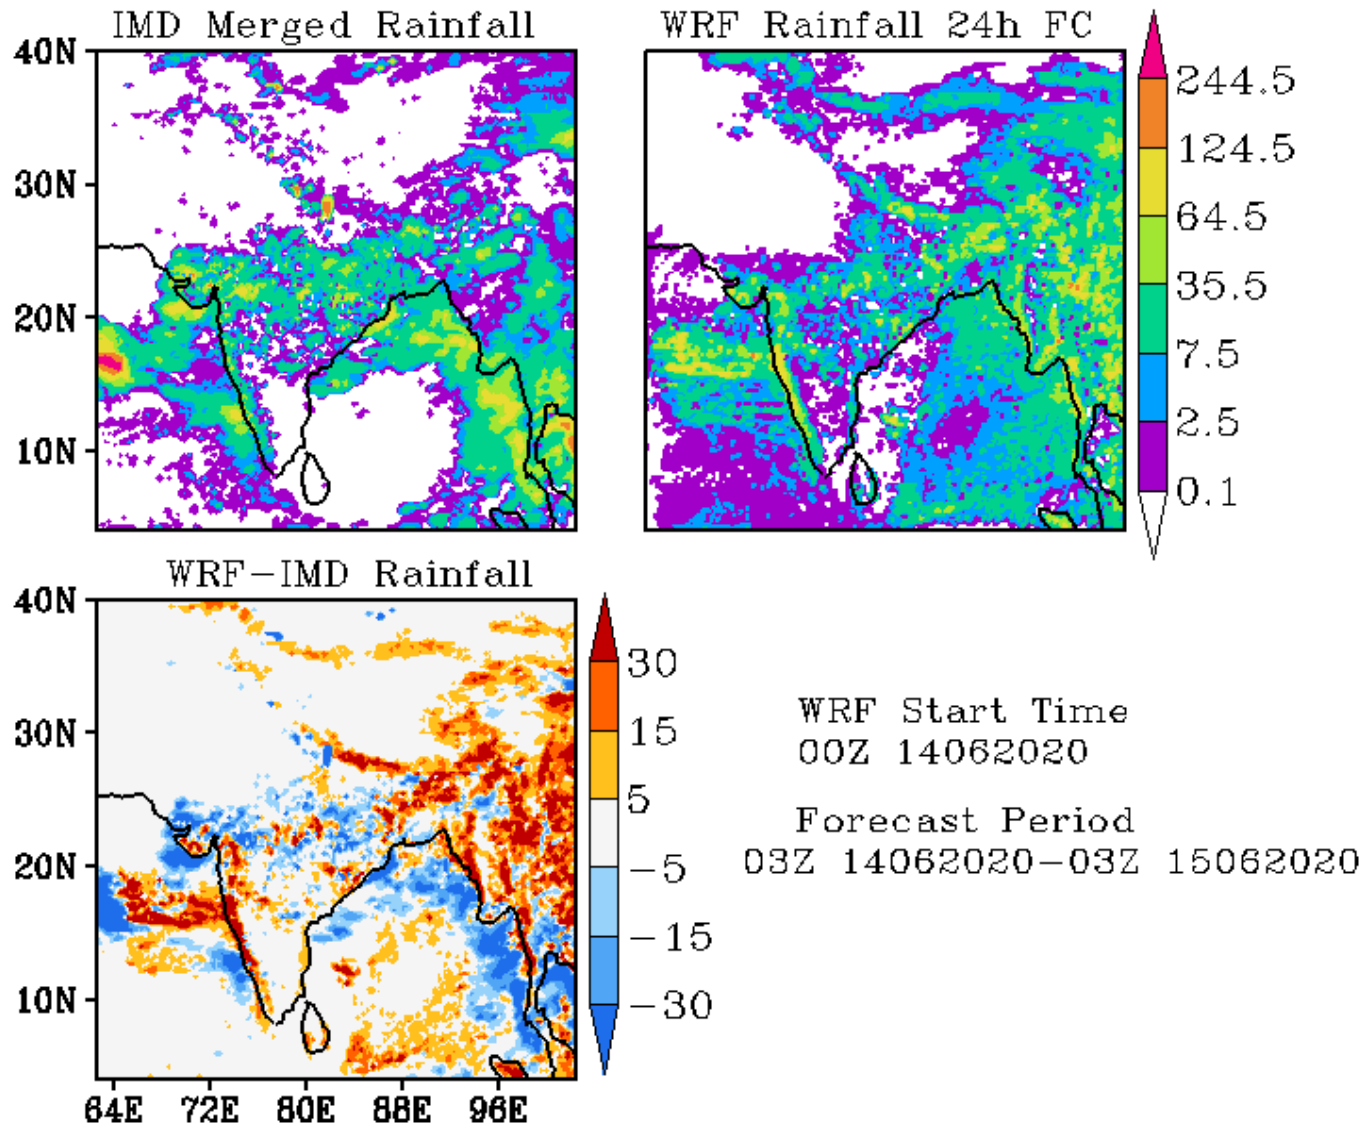 IMD Merged Rainfall
WRF Rainfall 24h FC
40N
30N
20N
10N
244.5
124.5
64.5
35.5
7.5
2.5
0.1
WRF-IMD Rainfall
40N
30N
20N
10N
64E 72E 80E 88E 96E
30
15
5
-5
-15
-30
WRF Start Time
00Z 14062020
Forecast Period
03Z 14062020-03Z 15062020